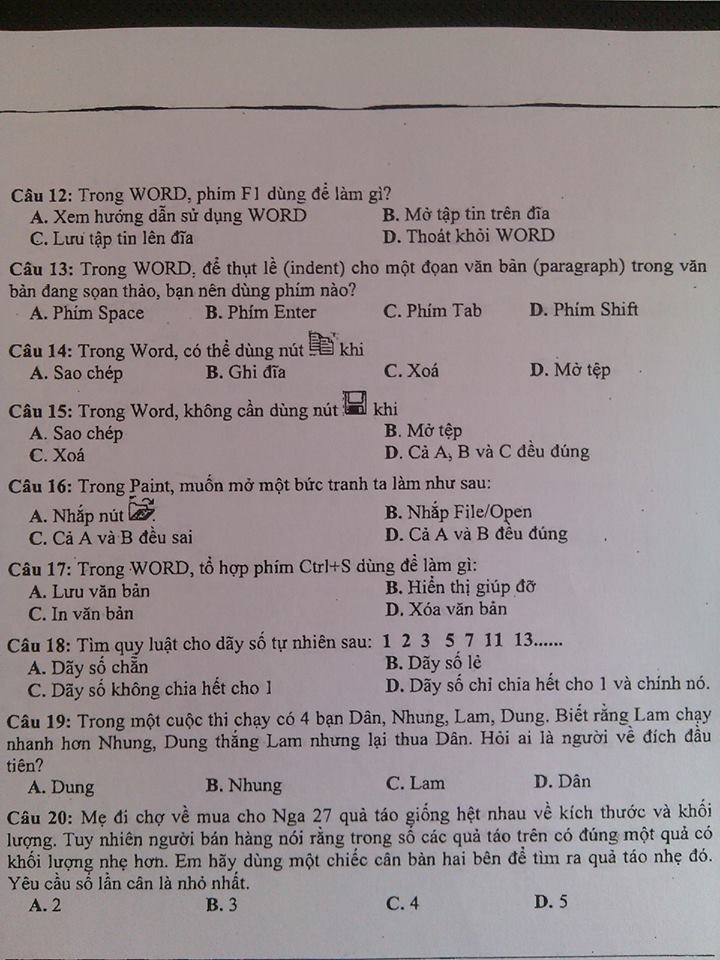 Câu 12: Trong WORD, phím F1 dùng để làm gì?
A. Xem hướng dẫn sử dụng WORD B. Mở tập tin trên đĩa
C. Lưu tập tin lên đĩa D. Thoát khỏi WORD
Câu 13: Trong WORD, để thụt lề (indent) cho một đọan văn bản (paragraph) trong văn
bản đang sọan thảo, bạn nên dùng phím nào?
A. Phím Space B. Phím Enter C. Phím Tab D. Phím Shift
Câu 14: Trong Word, có thể dùng nút khi
A. Sao chép B. Ghi đĩa C. Xoá D. Mở tệp
Câu 15: Trong Word, không cần dùng nút khi
A. Sao chép B. Mở tệp
C. Xoá D. Cả A, B và C đều đúng
Câu 16: Trong Paint, muốn mở một bức tranh ta làm như sau:
A. Nhắp nút B. Nhắp File/Open
C. Cả A và B đều sai D. Cả A và B đều đúng
Câu 17: Trong WORD, tổ hợp phím Ctrl+S dùng để làm gì:
A. Lưu văn bản B. Hiển thị giúp đỡ
C. In văn bản D. Xóa văn bản
Câu 18: Tìm quy luật cho dãy số tự nhiên sau: 1 2 3 5 7 11 13......
A. Dãy số chẵn B. Dãy số lẻ
C. Dãy số không chia hết cho 1 D. Dãy số chỉ chia hết cho 1 và chính nó.
Câu 19: Trong một cuộc thi chạy có 4 bạn Dân, Nhung, Lam, Dung. Biết rằng Lam chạy
nhanh hơn Nhung, Dung thắng Lam nhưng lại thua Dân. Hỏi ai là người về đích đầu
tiên?
A. Dung B. Nhung C. Lam D. Dân
Câu 20: Mẹ đi chợ về mua cho Nga 27 quả táo giống hệt nhau về kích thước và khối
lượng. Tuy nhiên người bán hàng nói rằng trong số các quả táo trên có đúng một quả có
khối lượng nhẹ hơn. Em hãy dùng một chiếc cân bàn hai bên để tìm ra quả táo nhẹ đó.
Yêu cầu số lần cân là nhỏ nhất.
A. 2 B. 3 C. 4 D. 5